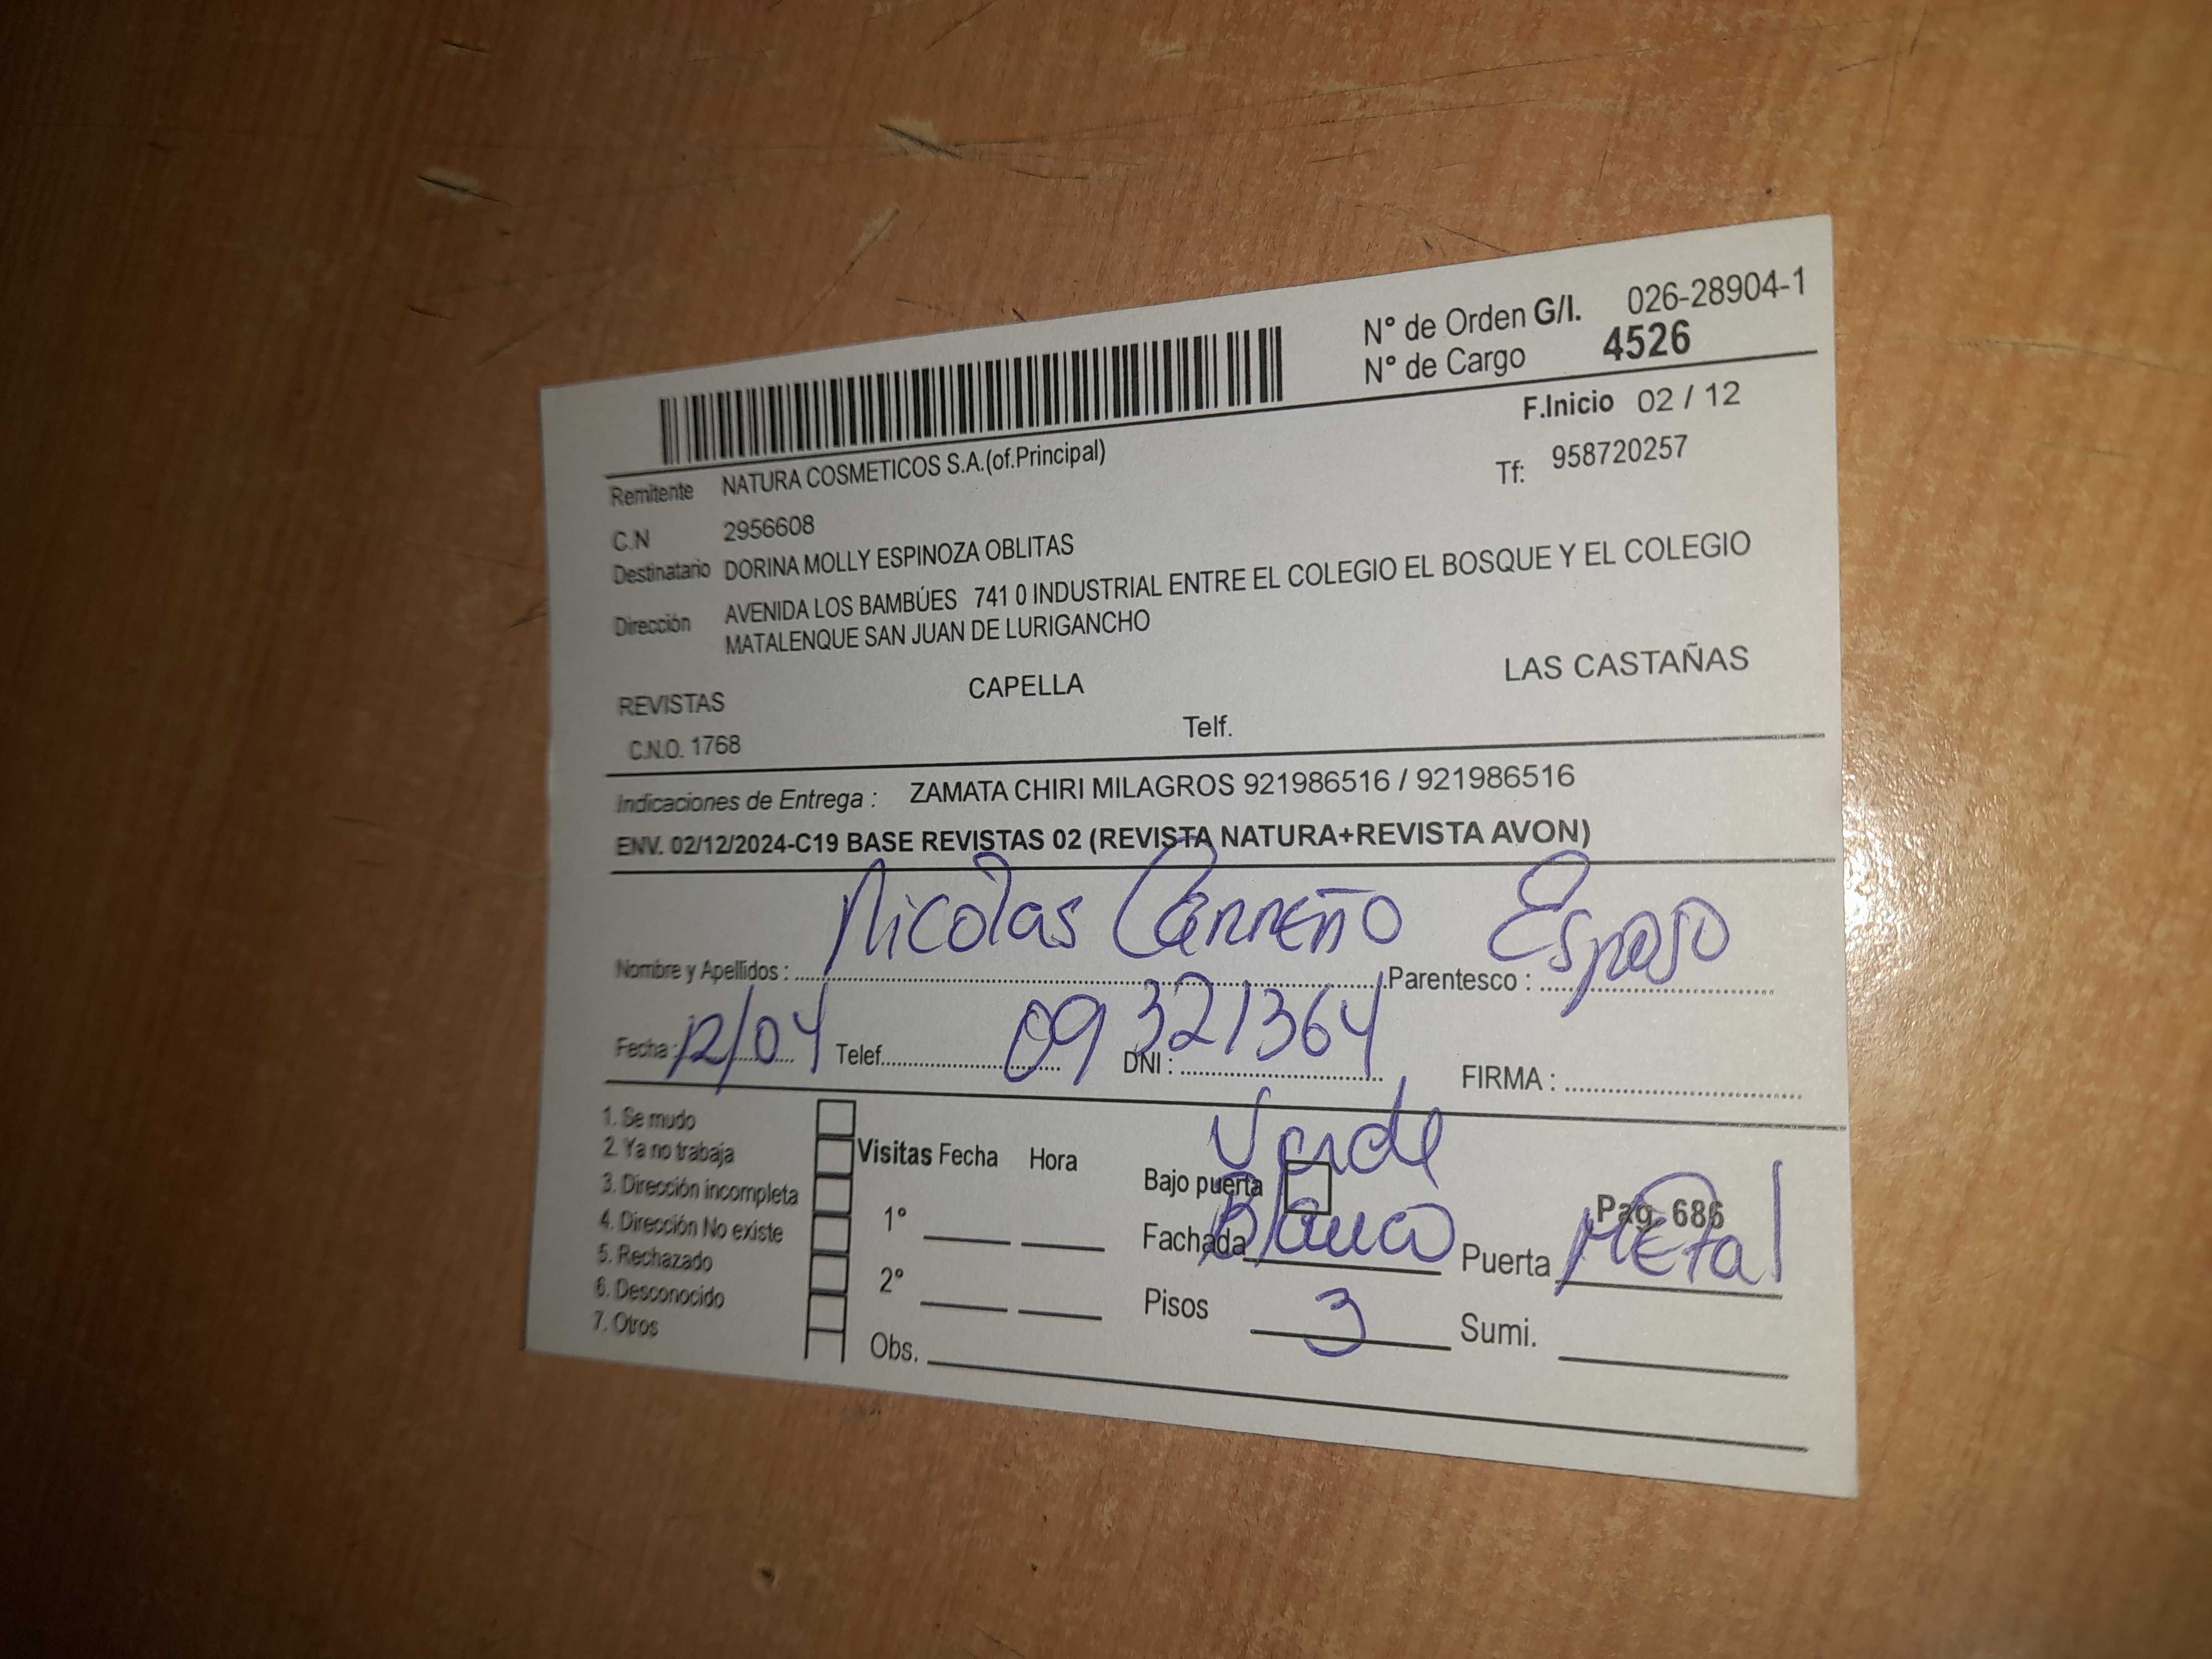 N° de Orden G/I. 026-28904-1
N° de Cargo 4526
F.Inicio 02 / 12
Remitente NATURA COSMETICOS S.A.(of.Principal)
Tf: 958720257
C.N 2956608
Destinatario DORINA MOLLY ESPINOZA OBLITAS
Dirección AVENIDA LOS BAMBÚES 741 0 INDUSTRIAL ENTRE EL COLEGIO EL BOSQUE Y EL COLEGIO
MATALENQUE SAN JUAN DE LURIGANCHO
REVISTAS CAPELLA LAS CASTAÑAS
C.N.O. 1768 Telf.
Indicaciones de Entrega : ZAMATA CHIRI MILAGROS 921986516 / 921986516
ENV. 02/12/2024-C19 BASE REVISTAS 02 (REVISTA NATURA+REVISTA AVON)
Nombre y Apellidos : Nicolas Carreño Parentesco : Esposo
Fecha : 12/04 Telef. DNI : 09321364 FIRMA :
1. Se mudo
2. Ya no trabaja
3. Dirección incompleta
4. Dirección No existe
5. Rechazado
6. Desconocido
7. Otros
Visitas Fecha Hora
1°
2°
Obs.
Verde
Bajo puerta
Pag. 686
Fachada Blanco Puerta Metal
Pisos 3 Sumi.